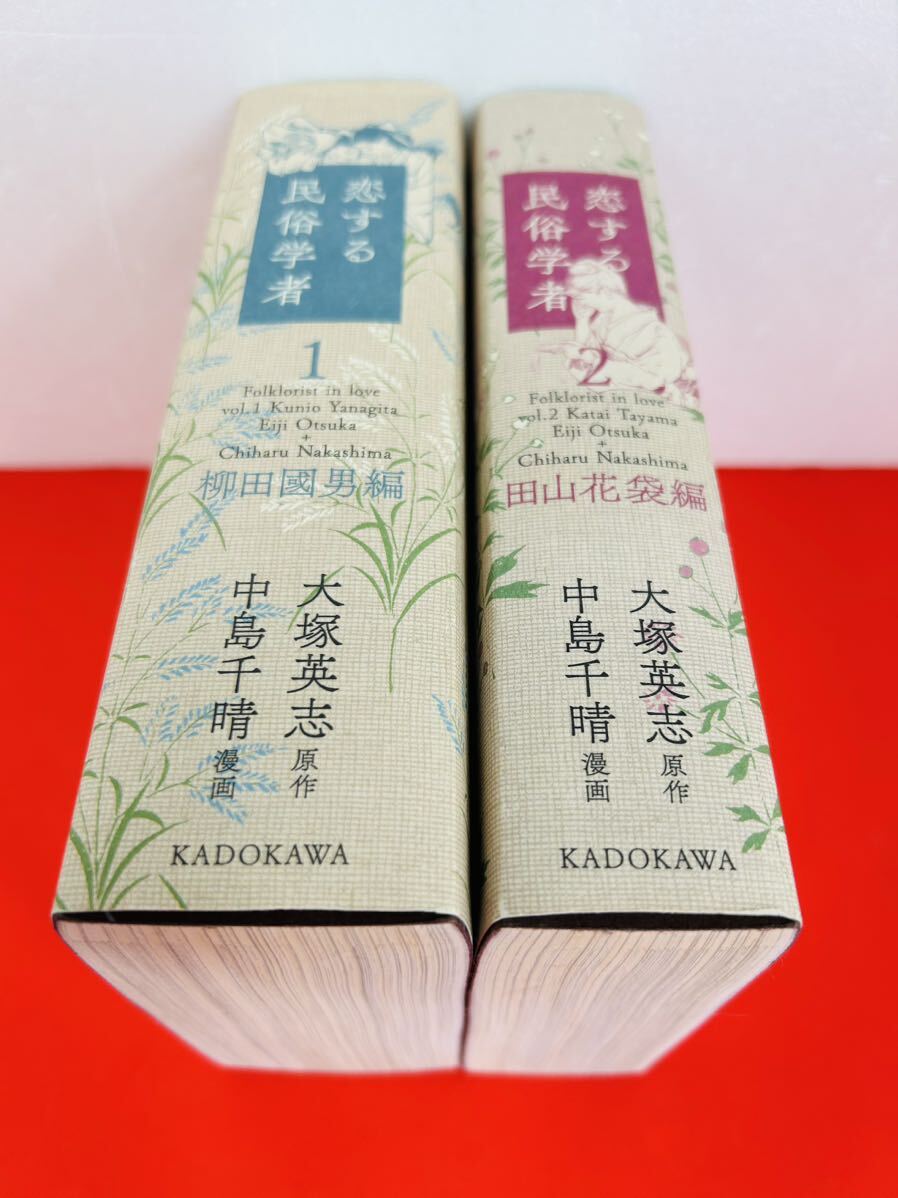 恋する
民俗学者
1
Folklorist in love
vol.1 Kunio Yanagita
Eiji Otsuka
+
Chiharu Nakashima
柳田國男編
大塚英志 原作
中島千晴 漫画
KADOKAWA
恋する
民俗学者
2
Folklorist in love
vol.2 Katai Tayama
Eiji Otsuka
+
Chiharu Nakashima
田山花袋編
大塚英志 原作
中島千晴 漫画
KADOKAWA